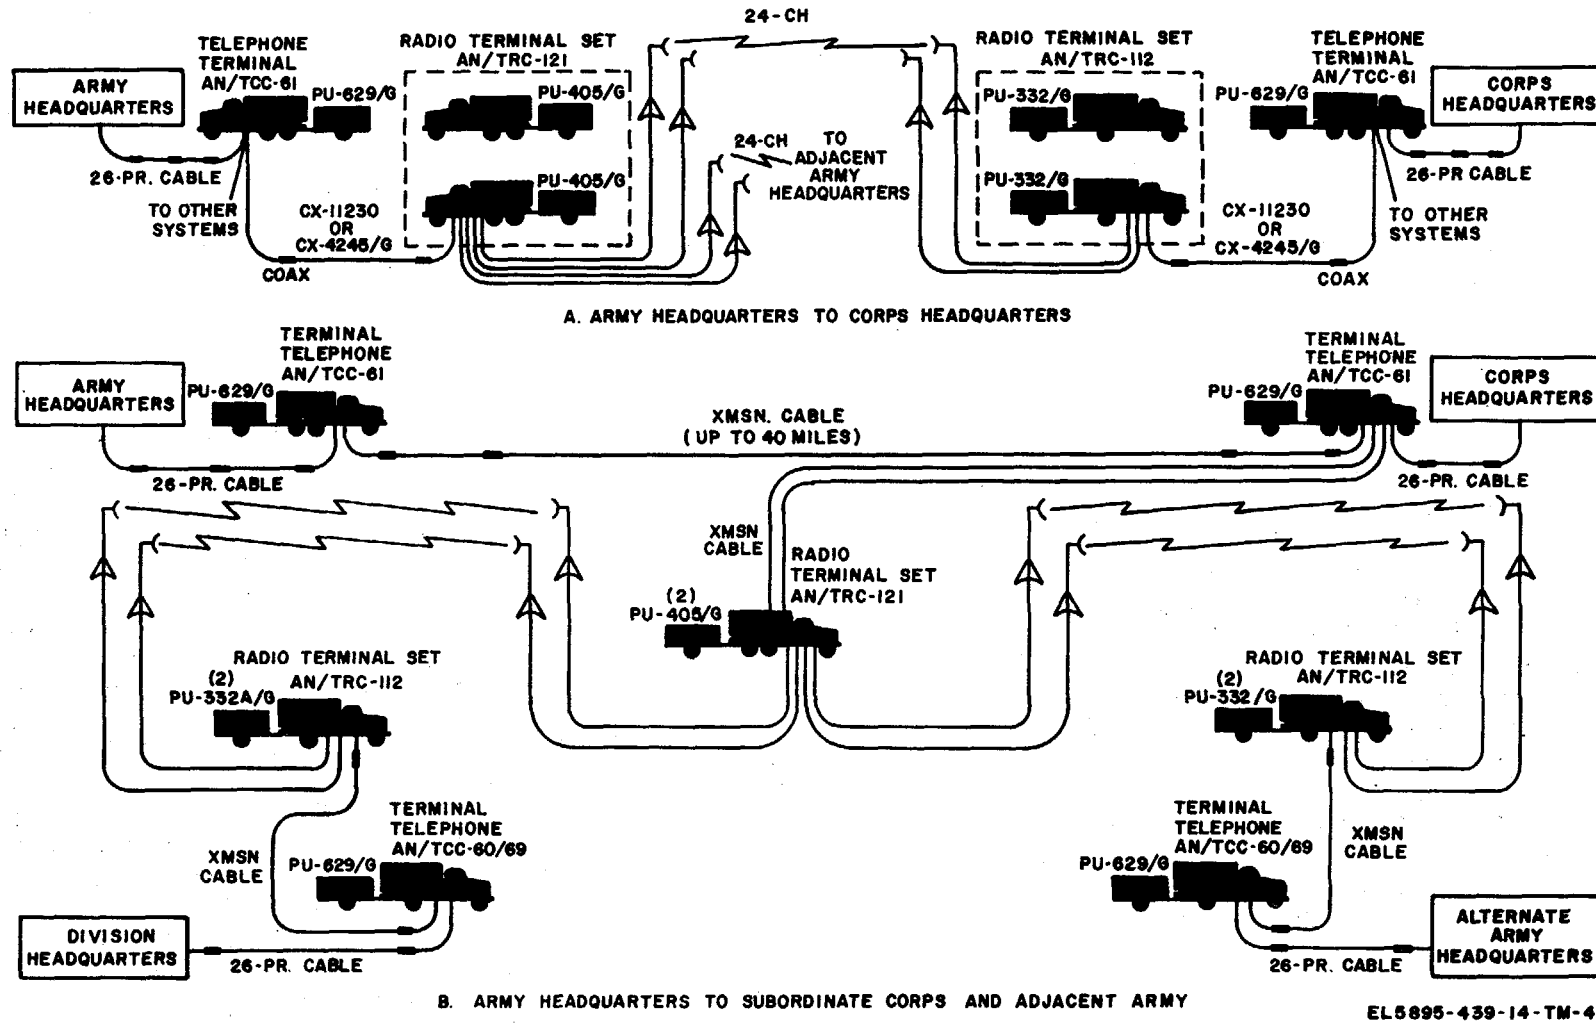 24-CH
TELEPHONE
TERMINAL
AN/TCC-61
ARMY
HEADQUARTERS
PU-629/G
RADIO TERMINAL SET
AN/TRC-121
PU-405/G
PU-405/G
26-PR. CABLE
TO OTHER
SYSTEMS
CX-11230
OR
CX-4245/G
COAX
24-CH
TO
ADJACENT
ARMY
HEADQUARTERS
RADIO TERMINAL SET
AN/TRC-112
PU-332/G
PU-332/G
TELEPHONE
TERMINAL
AN/TCC-61
PU-629/G
CORPS
HEADQUARTERS
26-PR CABLE
CX-11230
OR
CX-4245/G
TO OTHER
SYSTEMS
COAX
A. ARMY HEADQUARTERS TO CORPS HEADQUARTERS
TERMINAL
TELEPHONE
AN/TCC-61
ARMY
HEADQUARTERS
PU-629/G
26-PR. CABLE
XMSN. CABLE
(UP TO 40 MILES)
TERMINAL
TELEPHONE
AN/TCC-61
PU-629/G
CORPS
HEADQUARTERS
26-PR. CABLE
XMSN
CABLE
RADIO
TERMINAL SET
AN/TRC-121
(2)
PU-405/G
RADIO TERMINAL SET
AN/TRC-112
(2)
PU-332A/G
RADIO TERMINAL SET
AN/TRC-112
(2)
PU-332/G
TERMINAL
TELEPHONE
AN/TCC-60/69
XMSN
CABLE
PU-629/G
DIVISION
HEADQUARTERS
26-PR. CABLE
TERMINAL
TELEPHONE
AN/TCC-60/69
PU-629/G
XMSN
CABLE
ALTERNATE
ARMY
HEADQUARTERS
26-PR. CABLE
B. ARMY HEADQUARTERS TO SUBORDINATE CORPS AND ADJACENT ARMY
EL5895-439-14-TM-4